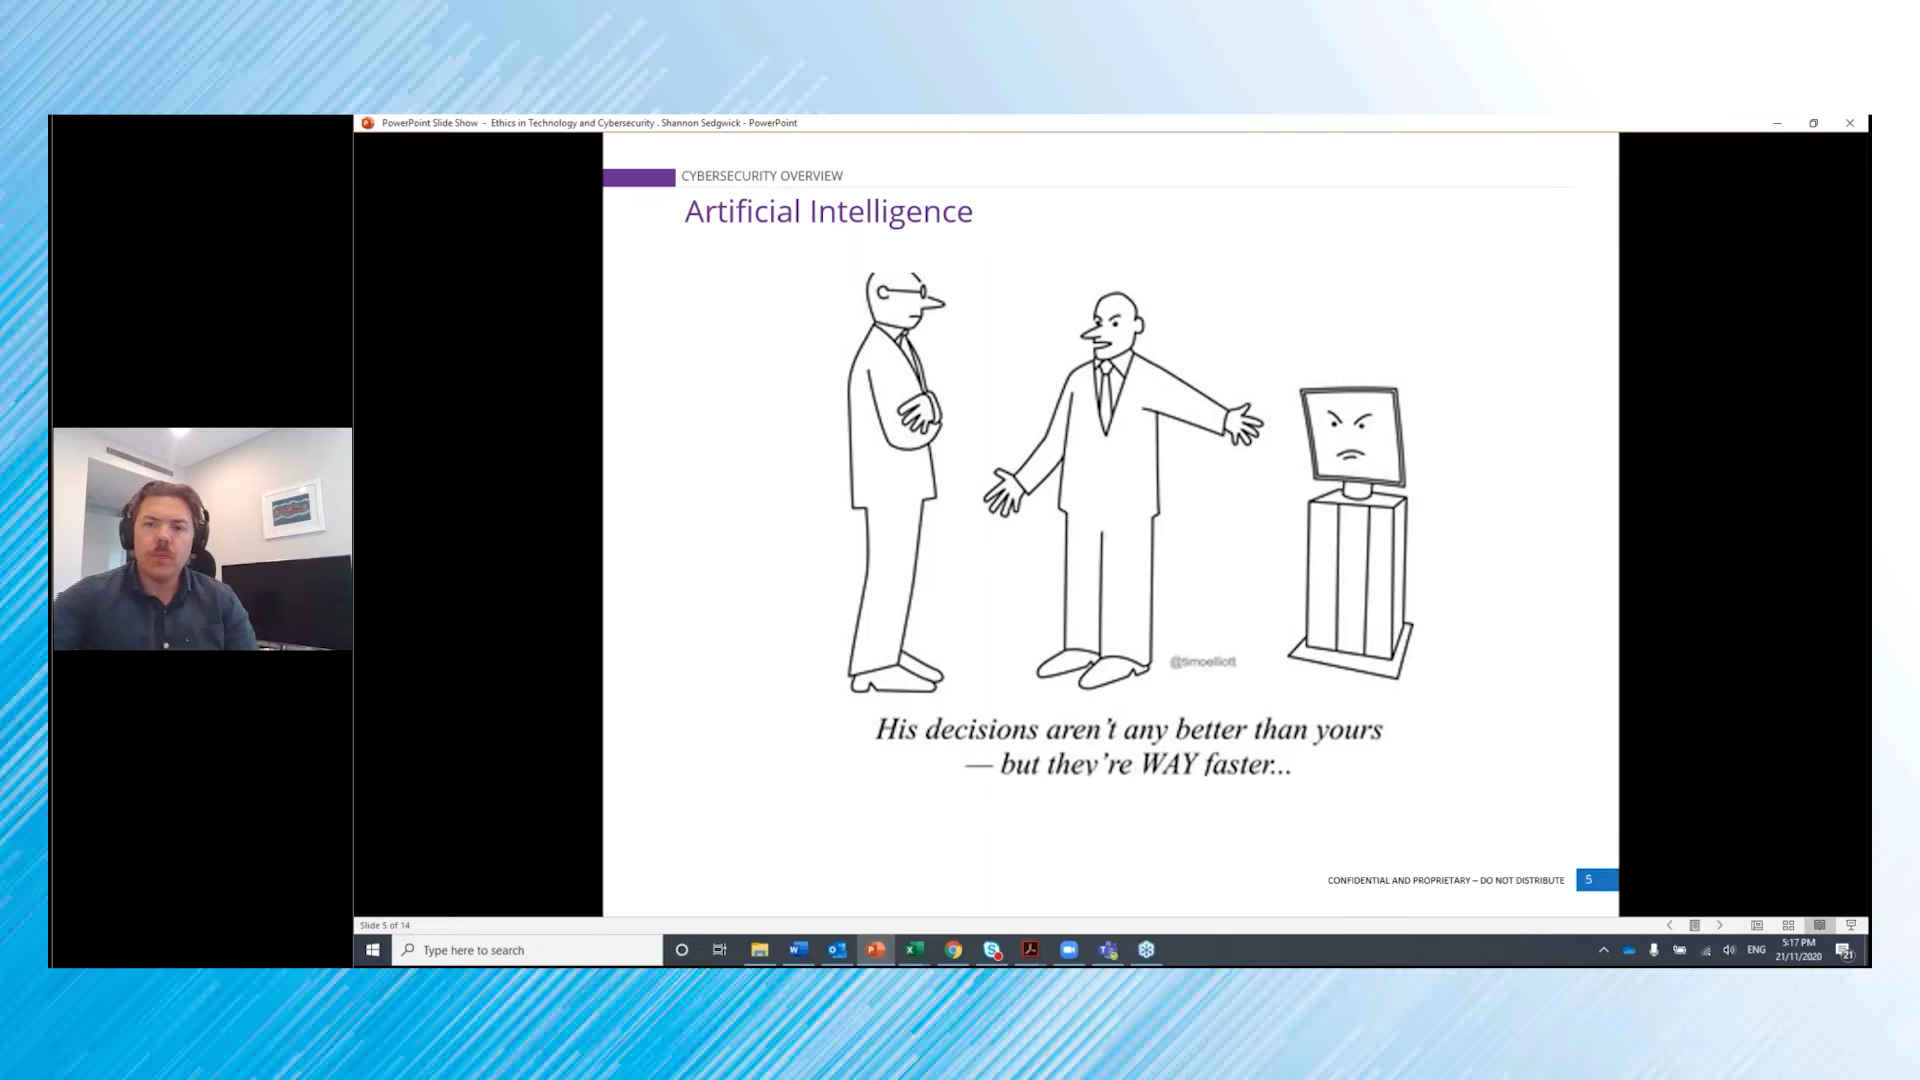 PowerPoint Slide Show - Ethics in Technology and Cybersecurity . Shannon Sedgwick - PowerPoint
CYBERSECURITY OVERVIEW
Artificial Intelligence
@timoelliott
His decisions aren't any better than yours
— but they're WAY faster...
CONFIDENTIAL AND PROPRIETARY – DO NOT DISTRIBUTE
5
Slide 5 of 14
Type here to search
ENG
5:17 PM
21/11/2020
21